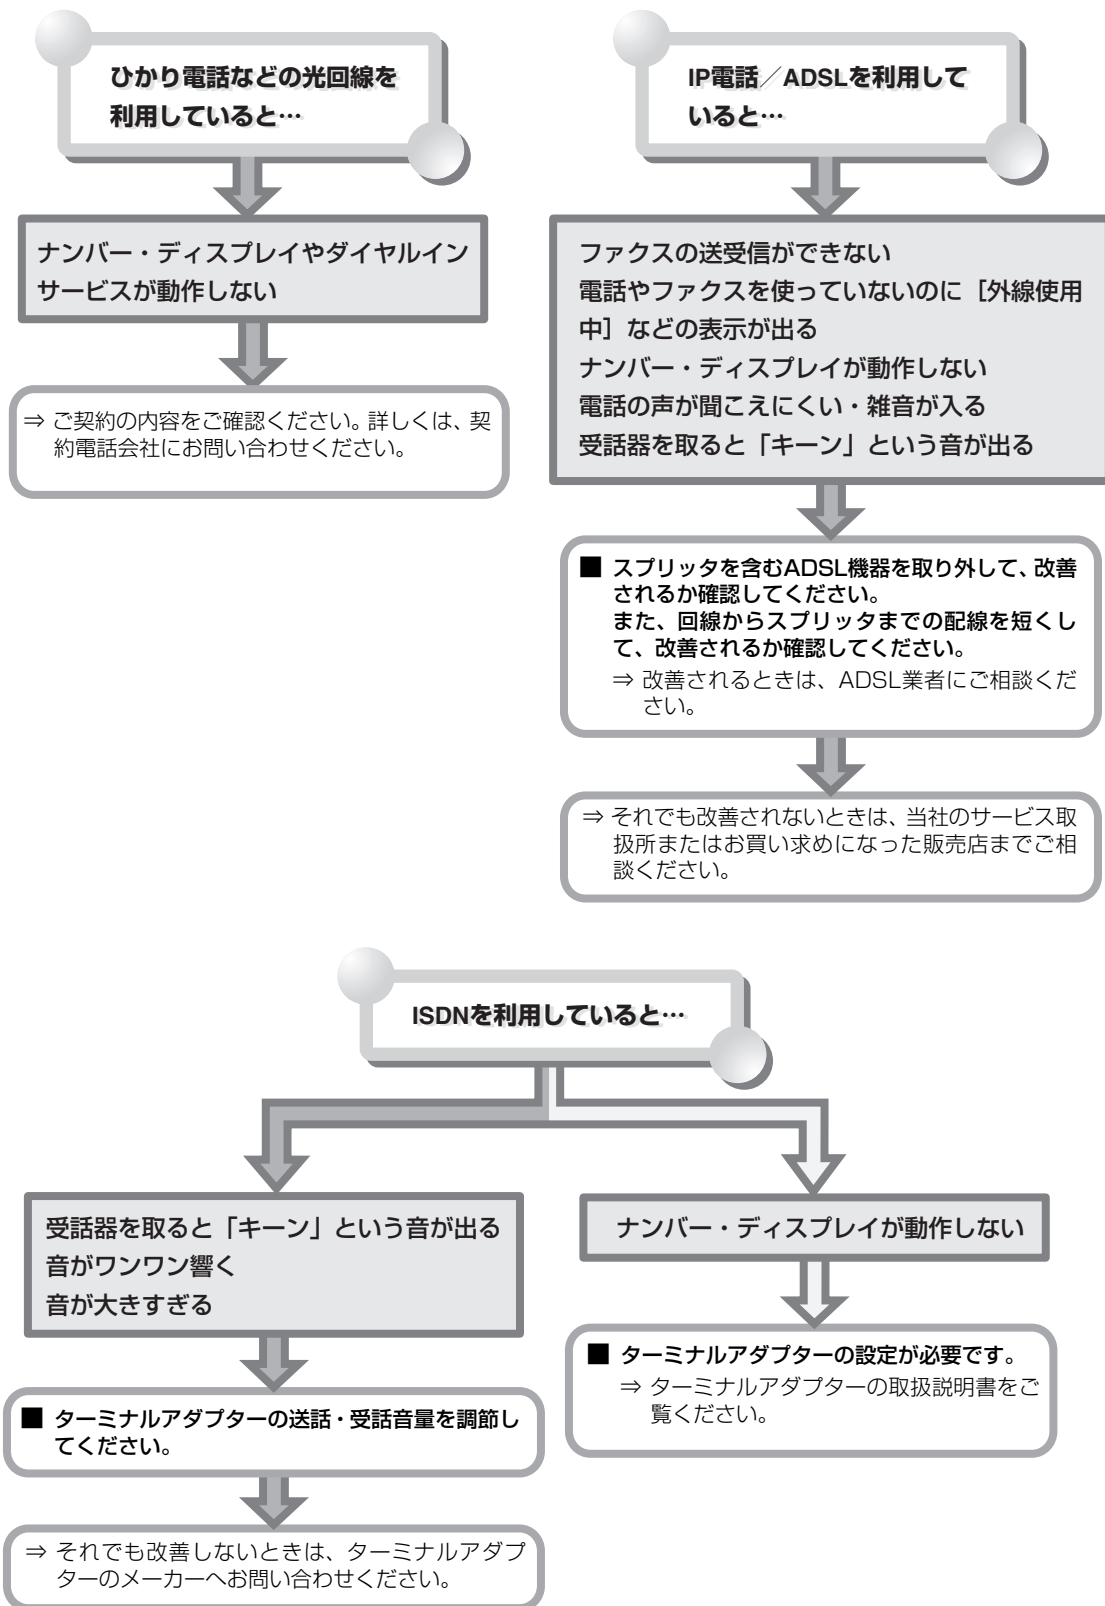 ひかり電話などの光回線を
利用していると…
ナンバー・ディスプレイやダイヤルイン
サービスが動作しない
⇒ ご契約の内容をご確認ください。詳しくは、契
約電話会社にお問い合わせください。
IP電話／ADSLを利用して
いると…
ファクスの送受信ができない
電話やファクスを使っていないのに［外線使用
中］などの表示が出る
ナンバー・ディスプレイが動作しない
電話の声が聞こえにくい・雑音が入る
受話器を取ると「キーン」という音が出る
■ スプリッタを含むADSL機器を取り外して、改善
されるか確認してください。
また、回線からスプリッタまでの配線を短くし
て、改善されるか確認してください。
⇒ 改善されるときは、ADSL業者にご相談くだ
さい。
⇒ それでも改善されないときは、当社のサービス取
扱所またはお買い求めになった販売店までご相
談ください。
ISDNを利用していると…
受話器を取ると「キーン」という音が出る
音がワンワン響く
音が大きすぎる
■ ターミナルアダプターの送話・受話音量を調節し
てください。
⇒ それでも改善しないときは、ターミナルアダプ
ターのメーカーへお問い合わせください。
ナンバー・ディスプレイが動作しない
■ ターミナルアダプターの設定が必要です。
⇒ ターミナルアダプターの取扱説明書をご
覧ください。